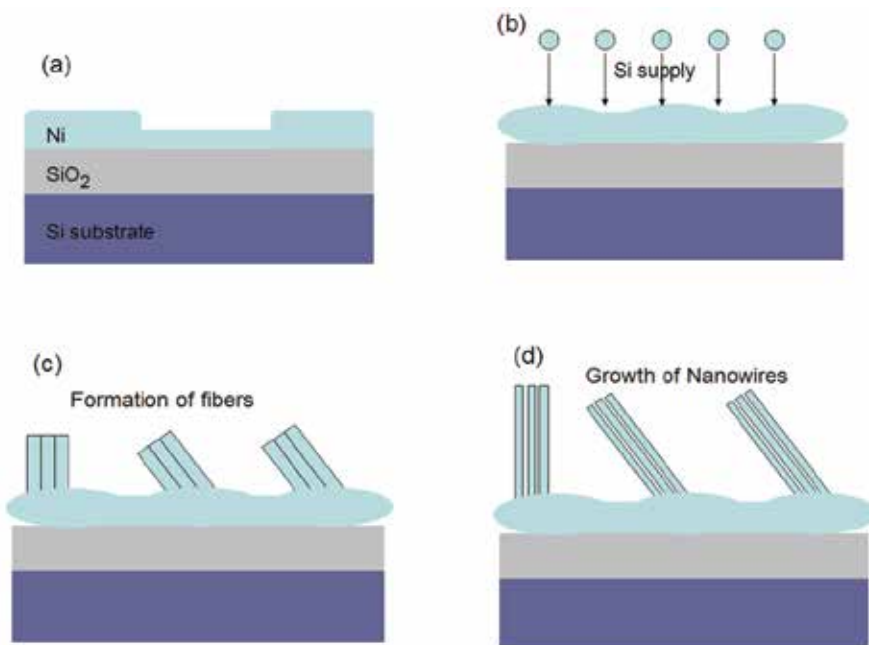 (a)
Ni
SiO₂
Si substrate
(b)
Si supply
(c)
Formation of fibers
(d)
Growth of Nanowires